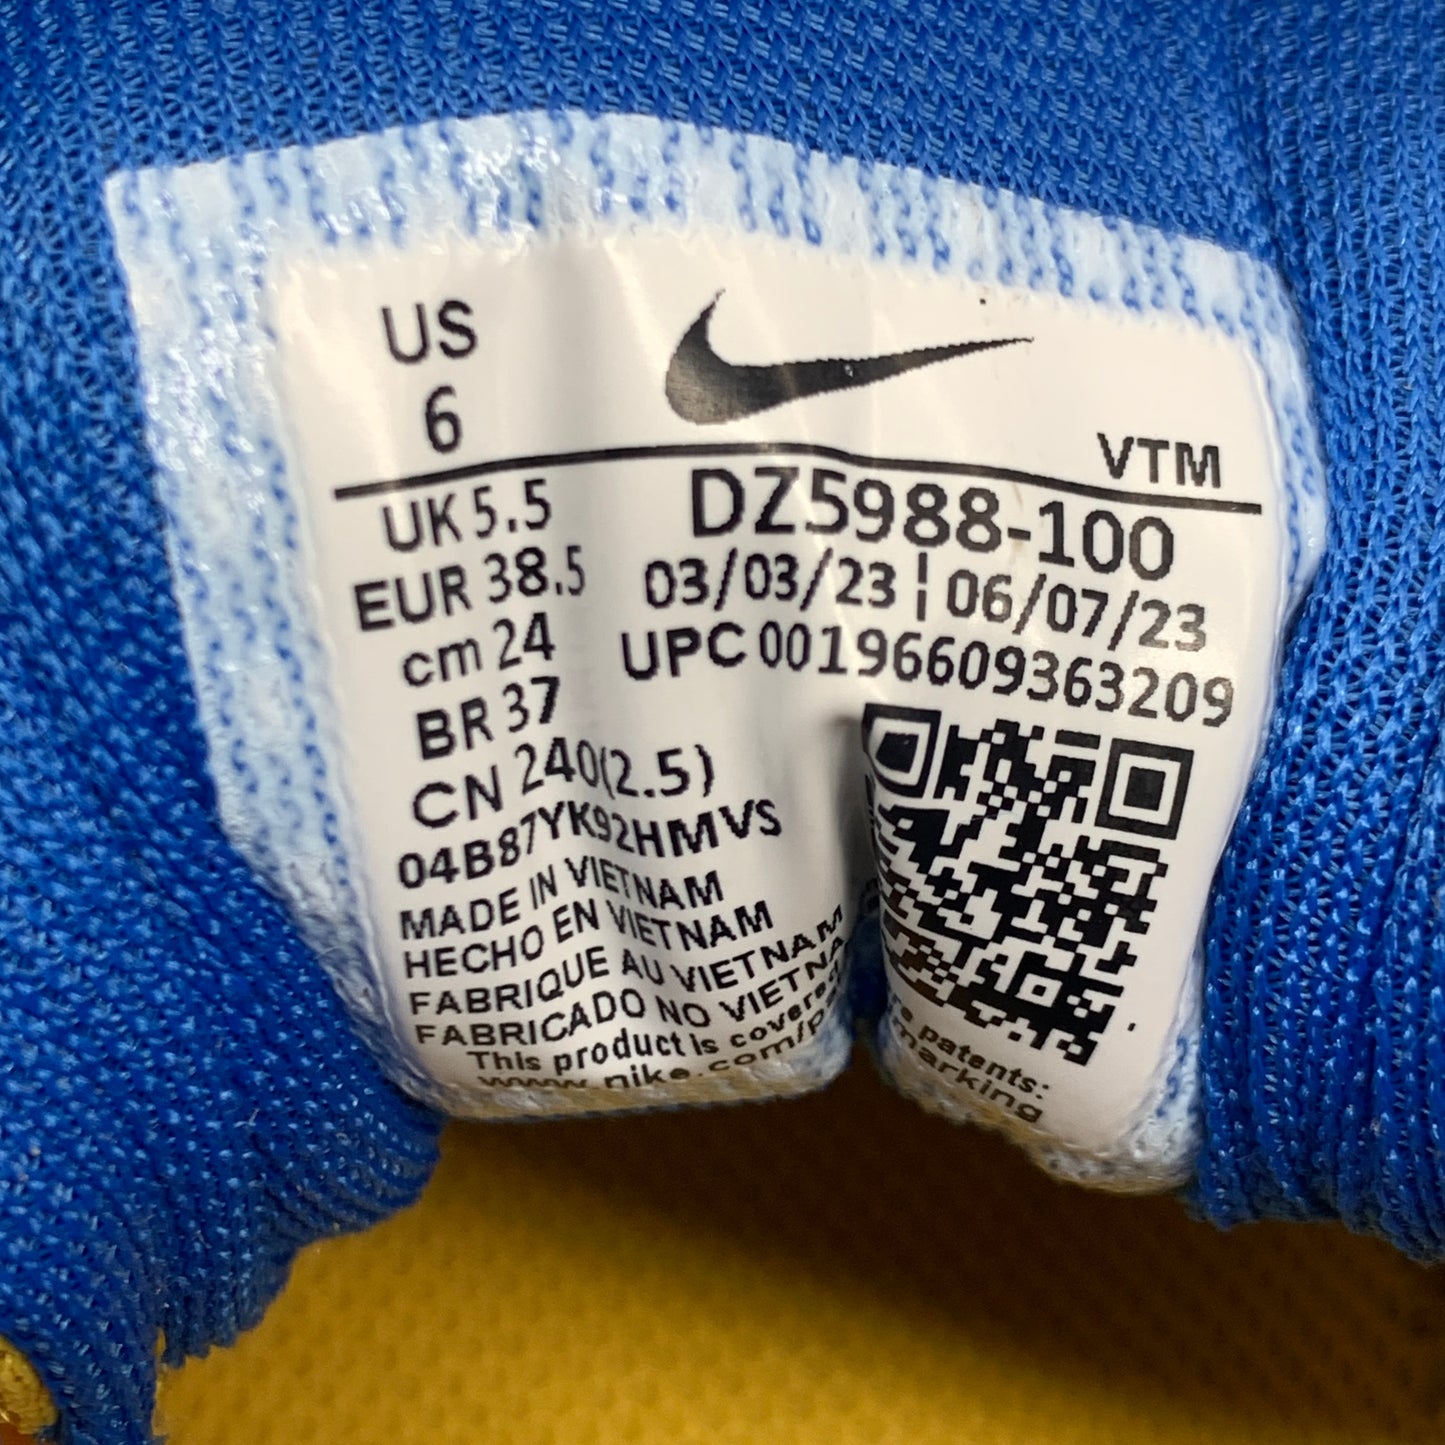 US
6
VTM
UK 5.5
EUR 38.5
cm 24
BR 37
CN 240(2.5)
DZ5988-100
03/03/23 | 06/07/23
UPC 00196609363209
04B87YK92HMVS
MADE IN VIETNAM
HECHO EN VIETNAM
FABRIQUE AU VIETNAM
FABRICADO NO VIETNA
This product is covered
patents:
www.nike.com/p
marking